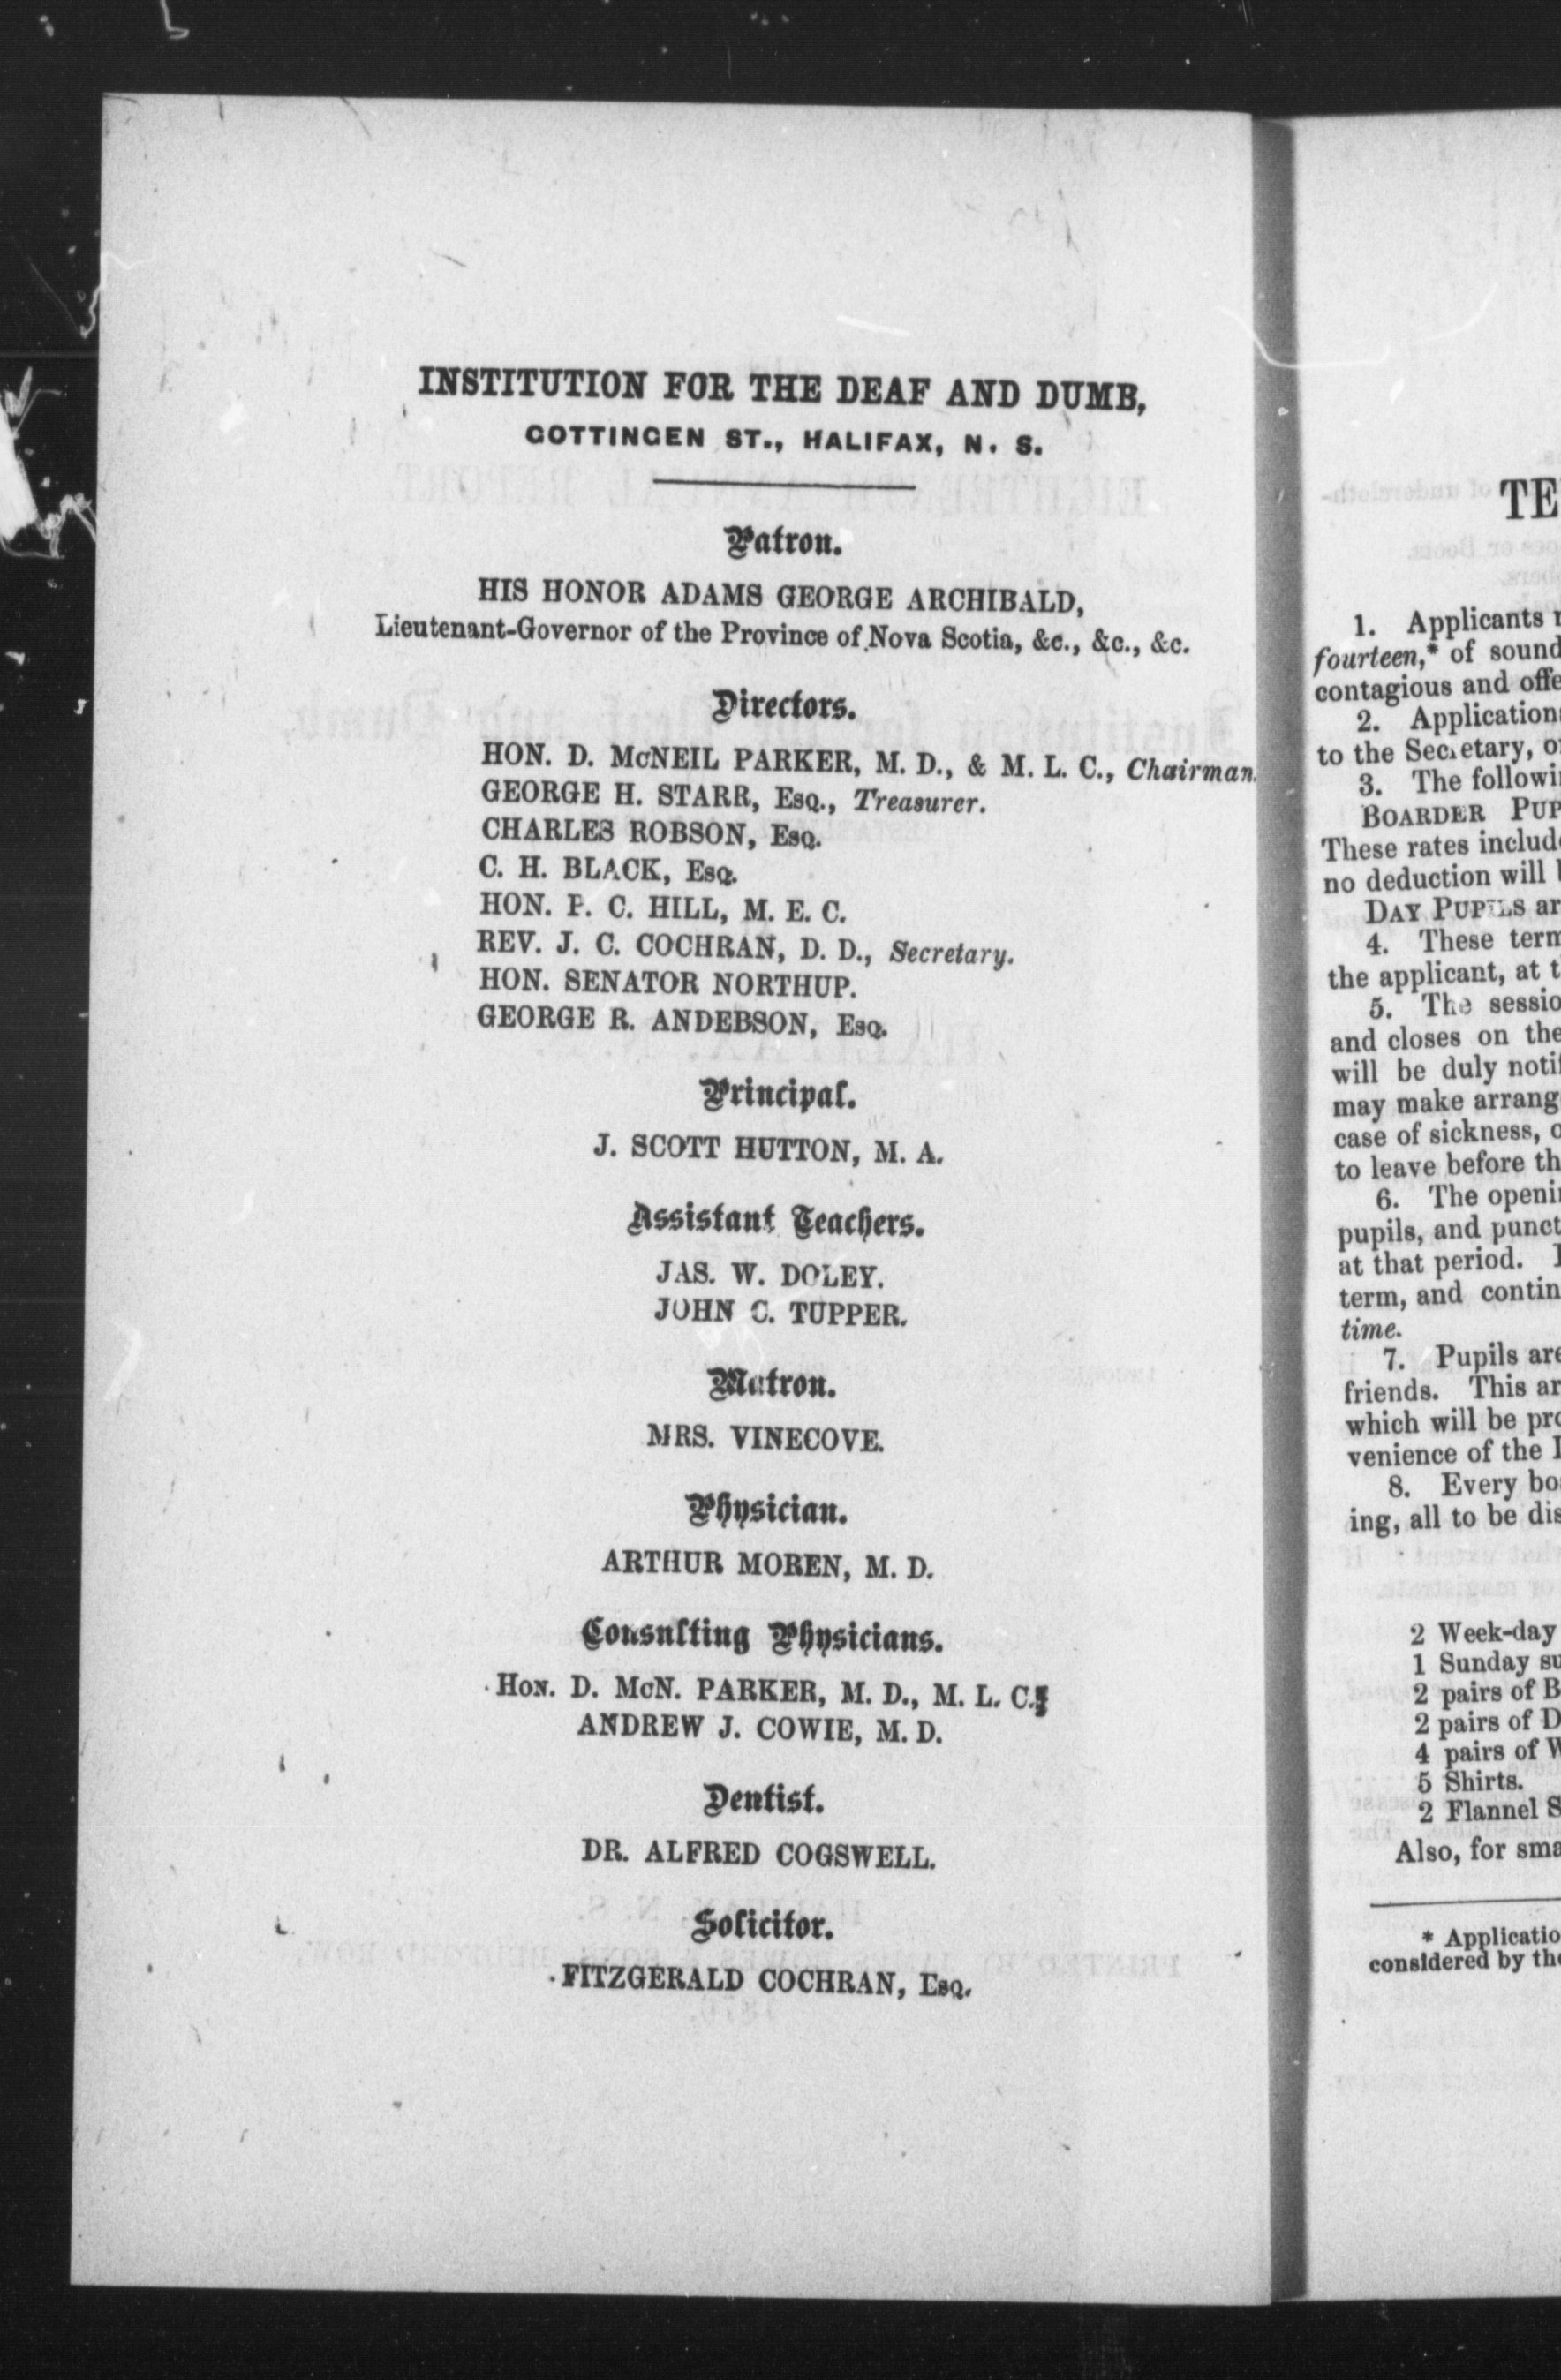 INSTITUTION FOR THE DEAF AND DUMB,
GOTTINGEN ST., HALIFAX, N. S.
Patron.
HIS HONOR ADAMS GEORGE ARCHIBALD,
Lieutenant-Governor of the Province of Nova Scotia, &c., &c., &c.
Directors.
HON. D. McNEIL PARKER, M. D., & M. L. C., Chairman.
GEORGE H. STARR, Esq., Treasurer.
CHARLES ROBSON, Esq.
C. H. BLACK, Esq.
HON. P. C. HILL, M. E. C.
REV. J. C. COCHRAN, D. D., Secretary.
HON. SENATOR NORTHUP.
GEORGE R. ANDEBSON, Esq.
Principal.
J. SCOTT HUTTON, M. A.
Assistant Teachers.
JAS. W. DOLEY.
JOHN C. TUPPER.
Matron.
MRS. VINECOVE.
Physician.
ARTHUR MOREN, M. D.
Consulting Physicians.
Hon. D. McN. PARKER, M. D., M. L. C.
ANDREW J. COWIE, M. D.
Dentist.
DR. ALFRED COGSWELL.
Solicitor.
FITZGERALD COCHRAN, Esq.
TE
1. Applicants
fourteen,* of sound
contagious and offe
2. Application
to the Secretary, o
3. The followi
BOARDER PUP
These rates includ
no deduction will
DAY PUPILS ar
4. These term
the applicant, at t
5. The sessio
and closes on the
will be duly noti
may make arrang
case of sickness, o
to leave before th
6. The openi
pupils, and punct
at that period.
term, and contin
time.
7. Pupils are
friends. This ar
which will be pro
venience of the
8. Every bo
ing, all to be dis
2 Week-day
1 Sunday su
2 pairs of B
2 pairs of D
4 pairs of W
5 Shirts.
2 Flannel S
Also, for sma
* Applicatio
considered by the